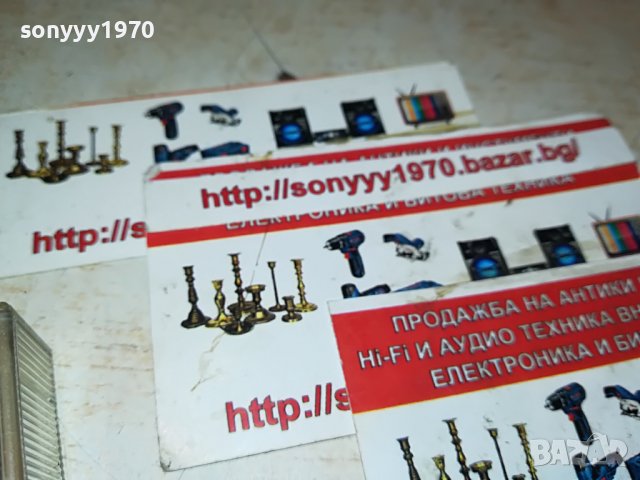 sonyyy1970
http://sonyyy1970.bazar.bg/
ЕЛЕКТРОНИКА И БИТОВА ТЕХНИКА
http://s
http://s
ПРОДАЖБА НА АНТИКИ
Hi-Fi И АУДИО ТЕХНИКА ВН
ЕЛЕКТРОНИКА И БИ
BAZAR